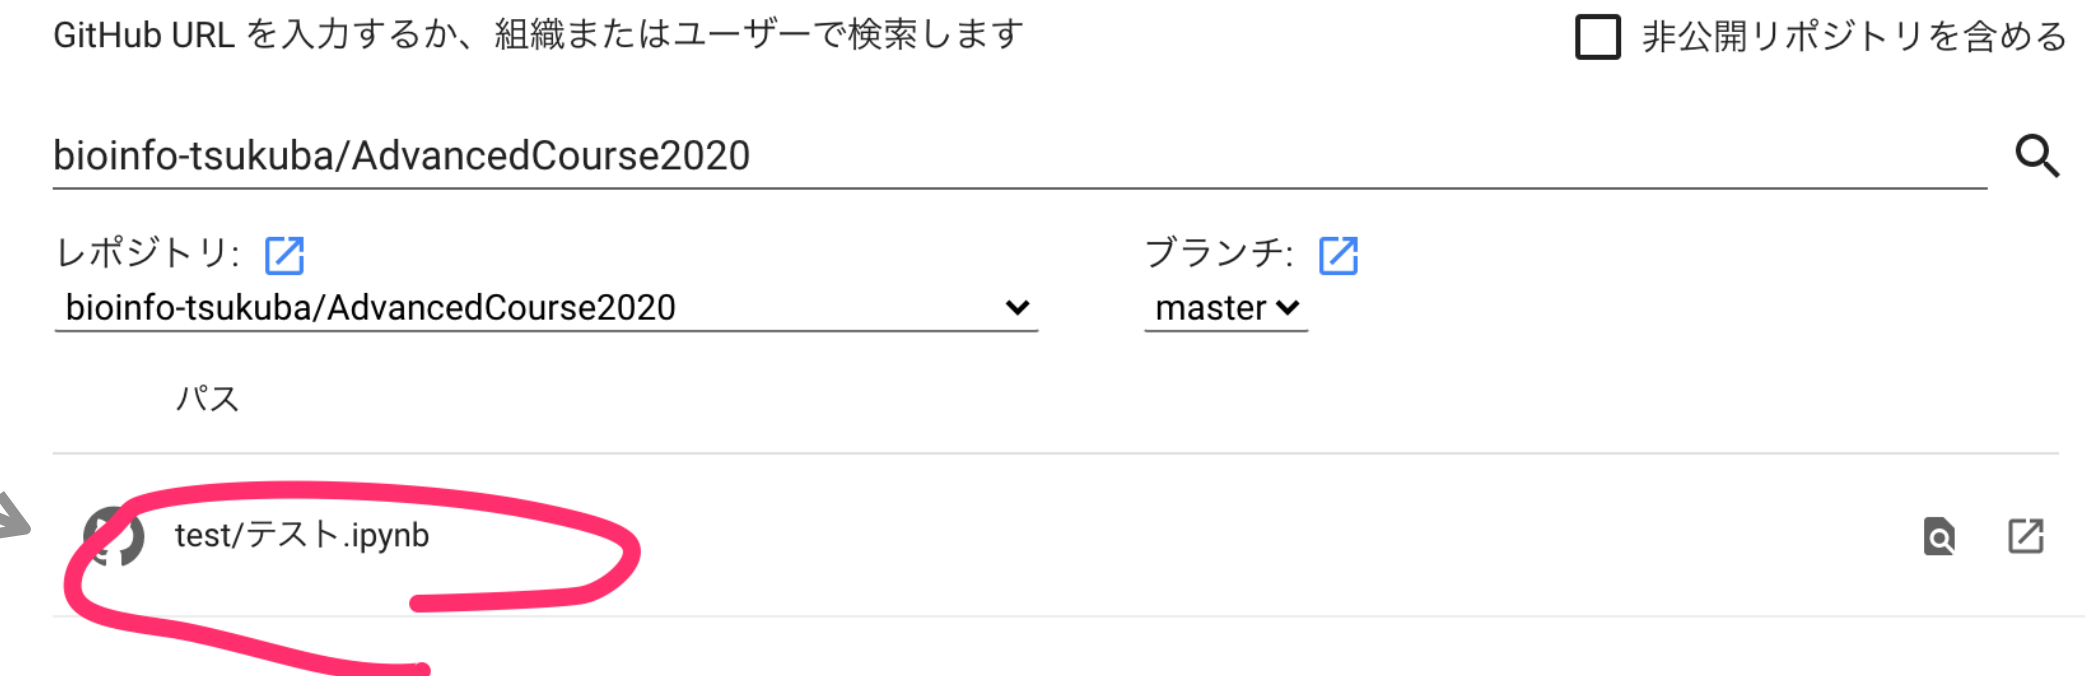 GitHub URL を入力するか、組織またはユーザーで検索します
非公開リポジトリを含める
bioinfo-tsukuba/AdvancedCourse2020
レポジトリ:
ブランチ:
bioinfo-tsukuba/AdvancedCourse2020
master
パス
test/テスト.ipynb